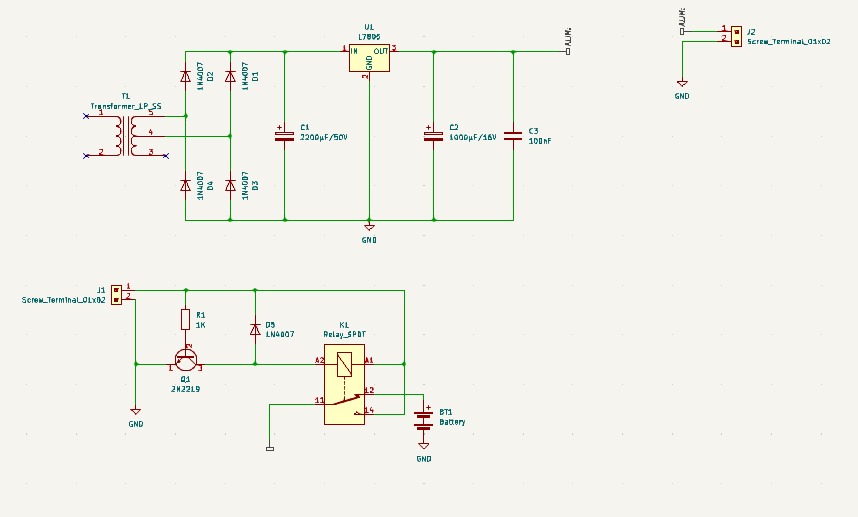 U1
L7806
1 IN OUT 3
GND
2
ALIM
ALIM
1 J2
2 Screw_Terminal_01x02
GND
1N4007
D2
1N4007
D1
T1
Transformer_LP_SS
1 5
4
2 3
C1
2200µF/50V
C2
1000µF/16V
C3
100nF
1N4007
D4
1N4007
D3
GND
J1 1
Screw_Terminal_01x02 2
R1
1K
D5
1N4007
K1
Relay_SPDT
2
1 3
Q1
2N2219
A2 A1
12
11
14
BT1
Battery
GND
GND